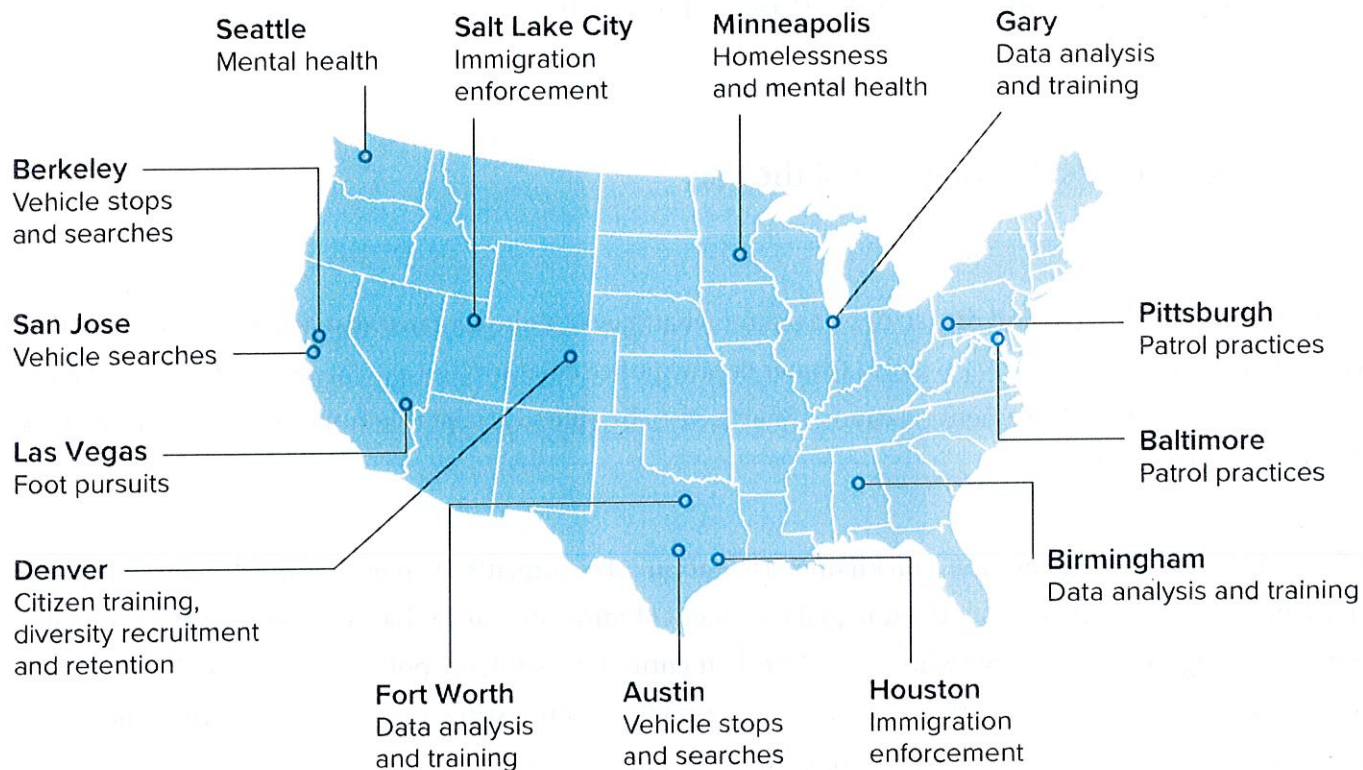 Seattle
Mental health
Salt Lake City
Immigration
enforcement
Minneapolis
Homelessness
and mental health
Gary
Data analysis
and training
Berkeley
Vehicle stops
and searches
San Jose
Vehicle searches
Las Vegas
Foot pursuits
Denver
Citizen training,
diversity recruitment
and retention
Pittsburgh
Patrol practices
Baltimore
Patrol practices
Birmingham
Data analysis and training
Fort Worth
Data analysis
and training
Austin
Vehicle stops
and searches
Houston
Immigration
enforcement